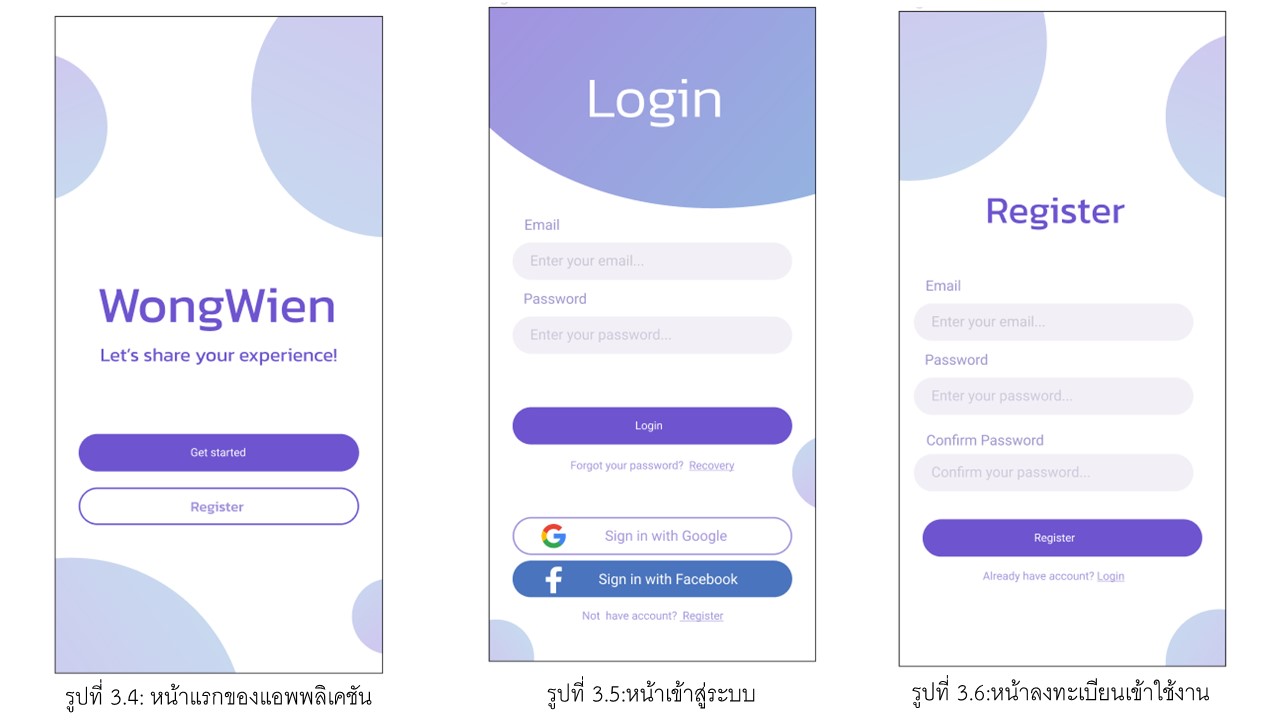 WongWien
Let's share your experience!
Get started
Register
รูปที่ 3.4: หน้าแรกของแอพพลิเคชัน
Login
Email
Enter your email...
Password
Enter your password...
Login
Forgot your password? Recovery
Sign in with Google
Sign in with Facebook
Not have account? Register
รูปที่ 3.5:หน้าเข้าสู่ระบบ
Register
Email
Enter your email...
Password
Enter your password...
Confirm Password
Confirm your password...
Register
Already have account? Login
รูปที่ 3.6:หน้าลงทะเบียนเข้าใช้งาน